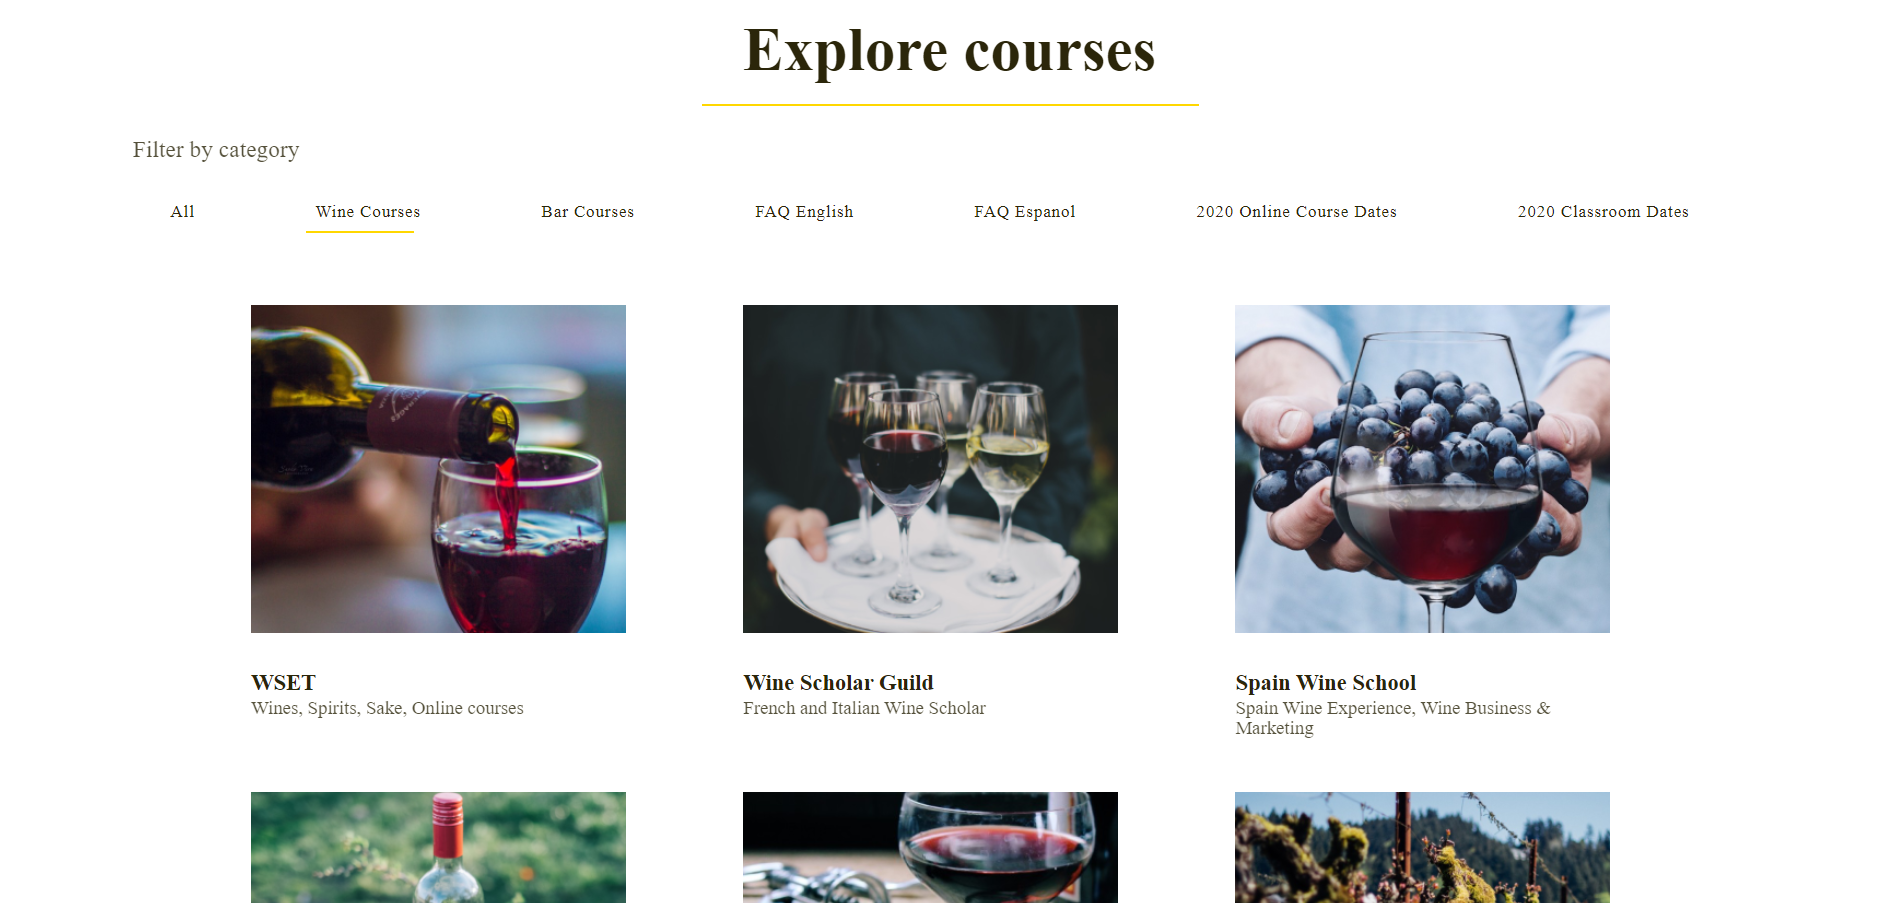 Explore courses
Filter by category
All
Wine Courses
Bar Courses
FAQ English
FAQ Espanol
2020 Online Course Dates
2020 Classroom Dates
WSET
Wines, Spirits, Sake, Online courses
Wine Scholar Guild
French and Italian Wine Scholar
Spain Wine School
Spain Wine Experience, Wine Business &
Marketing